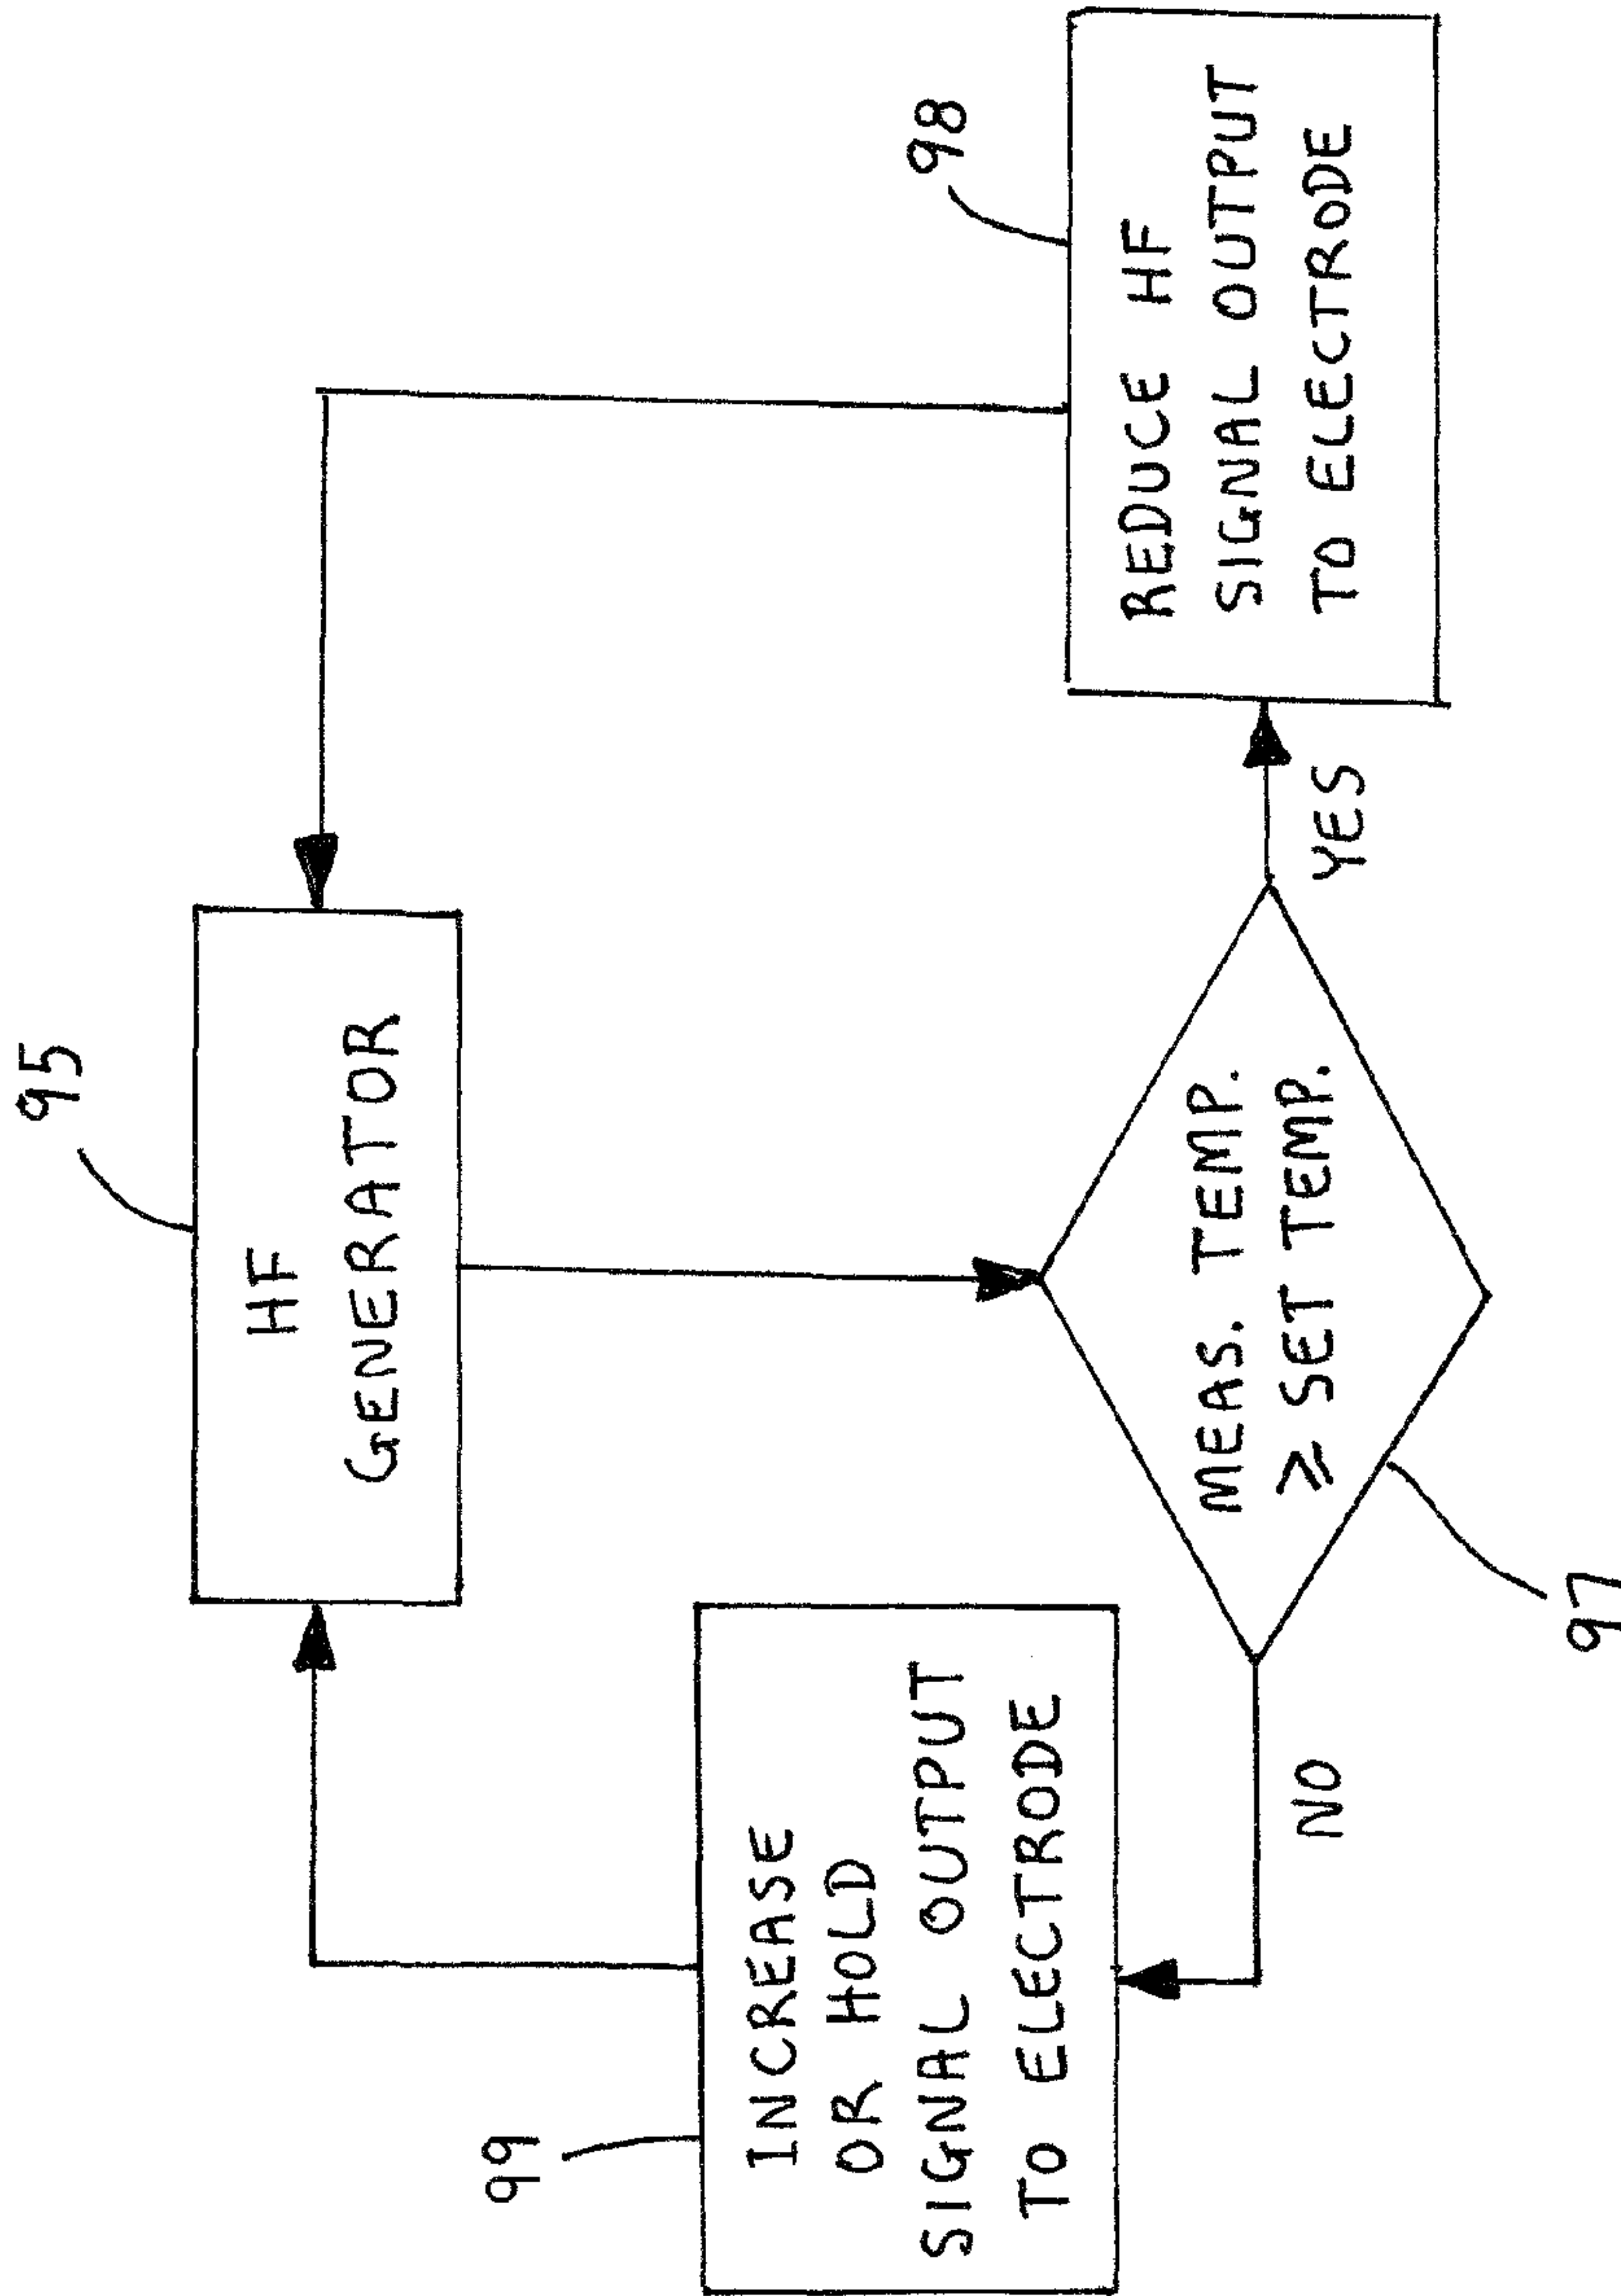 95
HF
GENERATOR
99
INCREASE
OR HOLD
SIGNAL OUTPUT
TO ELECTRODE
98
REDUCE HF
SIGNAL OUTPUT
TO ELECTRODE
MEAS. TEMP.
≥ SET TEMP.
NO
YES
97